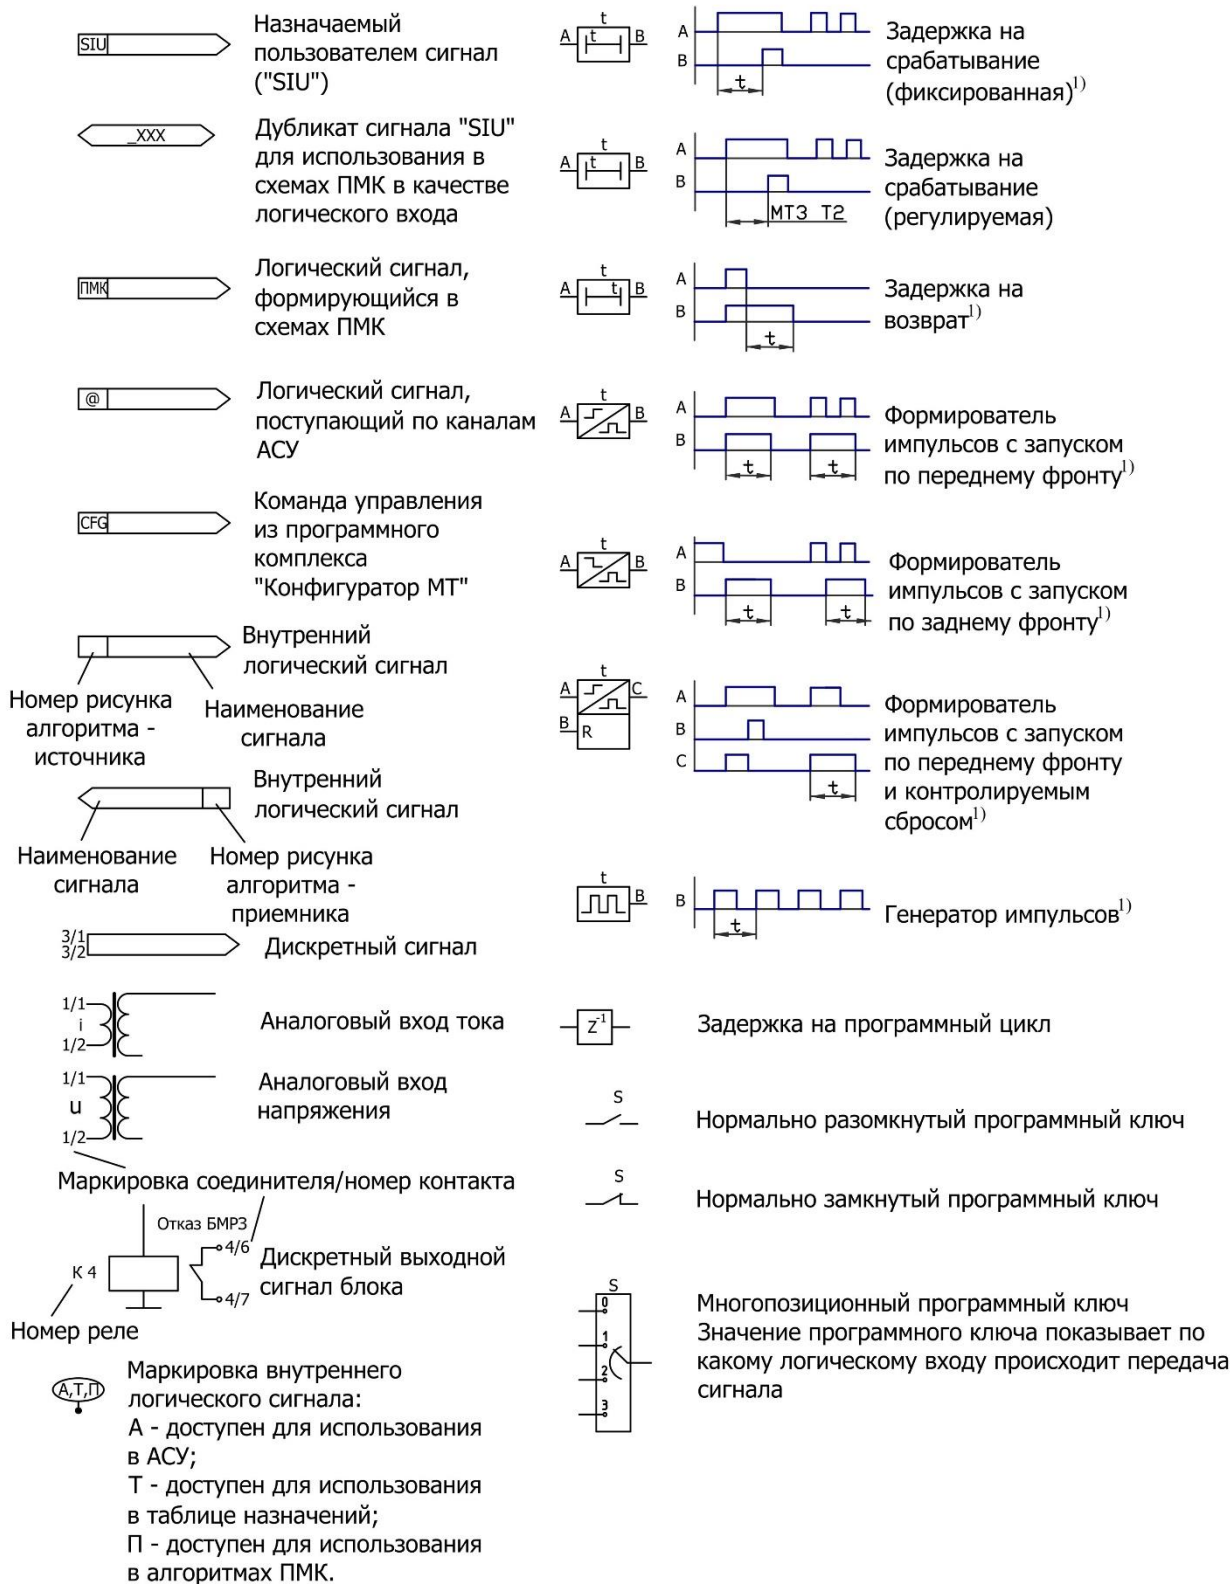 SIU
Назначаемый
пользователем сигнал
("SIU")
_XXX
Дубликат сигнала "SIU"
для использования в
схемах ПМК в качестве
логического входа
ПМК
Логический сигнал,
формирующийся в
схемах ПМК
@
Логический сигнал,
поступающий по каналам
АСУ
CFG
Команда управления
из программного
комплекса
"Конфигуратор МТ"
Внутренний
логический сигнал
Номер рисунка
алгоритма -
источника
Наименование
сигнала
Внутренний
логический сигнал
Наименование
сигнала
Номер рисунка
алгоритма -
приемника
3/1
3/2
Дискретный сигнал
1/1
i
1/2
Аналоговый вход тока
1/1
u
1/2
Аналоговый вход
напряжения
Маркировка соединителя/номер контакта
Отказ БМРЗ
К 4
4/6
4/7
Дискретный выходной
сигнал блока
Номер реле
А,Т,П
Маркировка внутреннего
логического сигнала:
А - доступен для использования
в АСУ;
Т - доступен для использования
в таблице назначений;
П - доступен для использования
в алгоритмах ПМК.
t
A t B
A
B
t
Задержка на
срабатывание
(фиксированная)1)
t
A t B
A
B
МТЗ Т2
Задержка на
срабатывание
(регулируемая)
t
A t B
A
B
t
Задержка на
возврат1)
t
A B
A
B
t t
Формирователь
импульсов с запуском
по переднему фронту1)
t
A B
A
B
t t
Формирователь
импульсов с запуском
по заднему фронту1)
t
A C
B R
A
B
C
t
Формирователь
импульсов с запуском
по переднему фронту
и контролируемым
сбросом1)
t
B
B
t
Генератор импульсов1)
Z-1
Задержка на программный цикл
S
Нормально разомкнутый программный ключ
S
Нормально замкнутый программный ключ
S
0
1
2
3
Многопозиционный программный ключ
Значение программного ключа показывает по
какому логическому входу происходит передача
сигнала